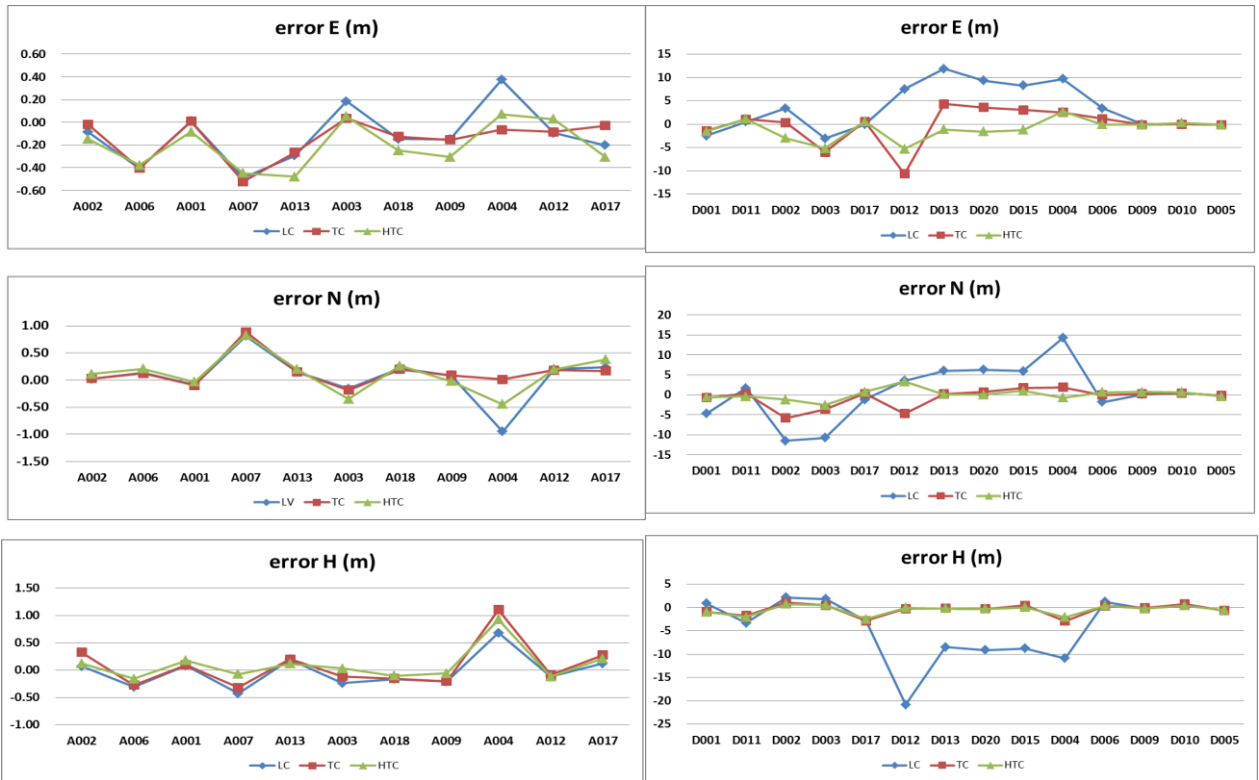 error E (m)
0.60
0.40
0.20
0.00
-0.20
-0.40
-0.60
A002 A006 A001 A007 A013 A003 A018 A009 A004 A012 A017
LC TC HTC
error E (m)
15
10
5
0
-5
-10
-15
D001 D011 D002 D003 D017 D012 D013 D020 D015 D004 D006 D009 D010 D005
LC TC HTC
error N (m)
1.00
0.50
0.00
-0.50
-1.00
-1.50
A002 A006 A001 A007 A013 A003 A018 A009 A004 A012 A017
LV TC HTC
error N (m)
20
15
10
5
0
-5
-10
-15
D001 D011 D002 D003 D017 D012 D013 D020 D015 D004 D006 D009 D010 D005
LC TC HTC
error H (m)
1.50
1.00
0.50
0.00
-0.50
-1.00
A002 A006 A001 A007 A013 A003 A018 A009 A004 A012 A017
LC TC HTC
error H (m)
5
0
-5
-10
-15
-20
-25
D001 D011 D002 D003 D017 D012 D013 D020 D015 D004 D006 D009 D010 D005
LC TC HTC